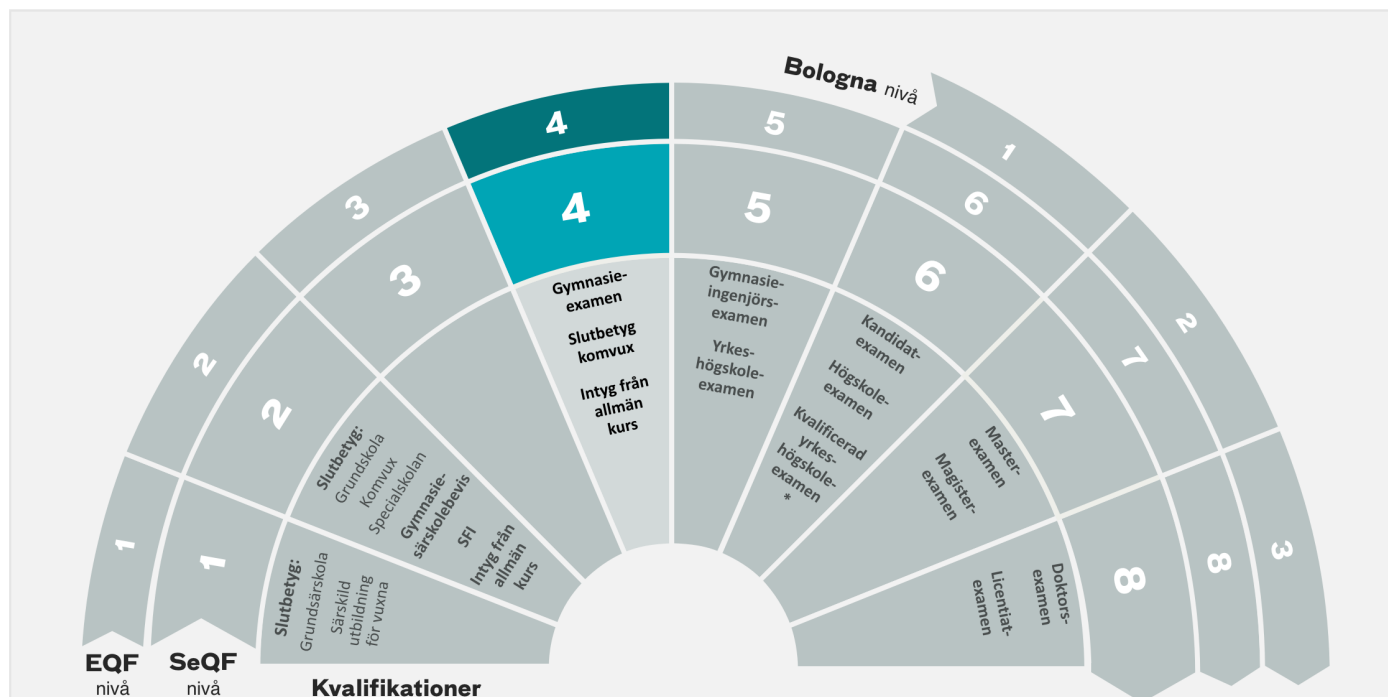 Bologna nivå
1
2
3
1
2
3
4
5
6
7
8
1
2
3
4
5
6
7
8
Slutbetyg:
Grundsärskola
Särskild
utbildning
för vuxna
Slutbetyg:
Grundskola
Komvux
Specialskolan
Gymnasie-
särskolebevis
SFI
Intyg från
allmän
kurs
Gymnasie-
examen
Slutbetyg
komvux
Intyg från
allmän
kurs
Gymnasie-
ingenjörs-
examen
Yrkes-
högskole-
examen
Kandidat-
examen
Högskole-
examen
Kvalificerad
yrkes-
högskole-
examen
*
Master-
examen
Magister-
examen
Doktors-
examen
Licentiat-
examen
EQF
nivå
SeQF
nivå
Kvalifikationer